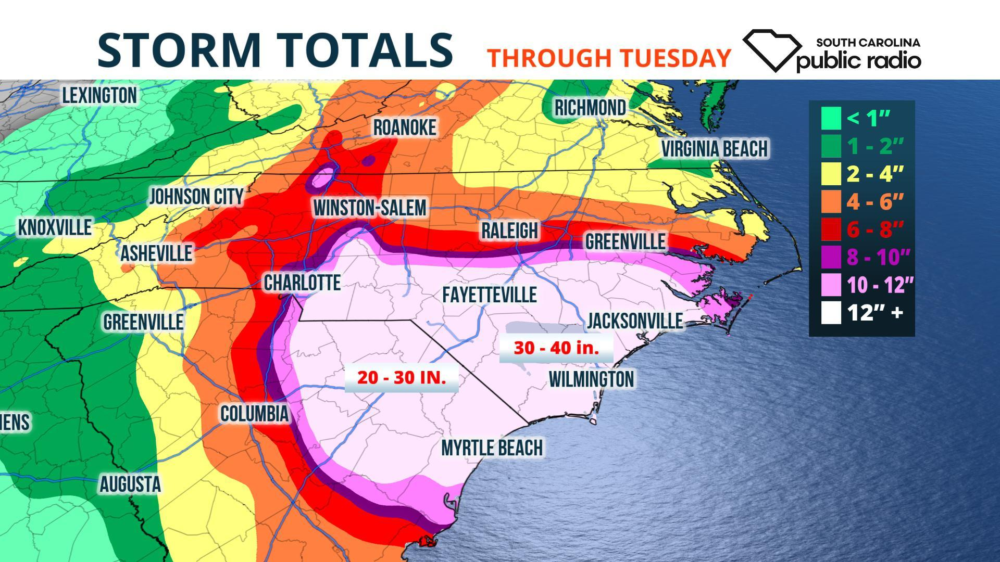 STORM TOTALS THROUGH TUESDAY
SOUTH CAROLINA
public radio
LEXINGTON
RICHMOND
ROANOKE
VIRGINIA BEACH
JOHNSON CITY
WINSTON-SALEM
KNOXVILLE
RALEIGH
GREENVILLE
ASHEVILLE
CHARLOTTE
FAYETTEVILLE
GREENVILLE
JACKSONVILLE
30 - 40 in.
20 - 30 IN.
WILMINGTON
COLUMBIA
MYRTLE BEACH
AUGUSTA
< 1”
1 - 2”
2 - 4”
4 - 6”
6 - 8”
8 - 10”
10 - 12”
12” +